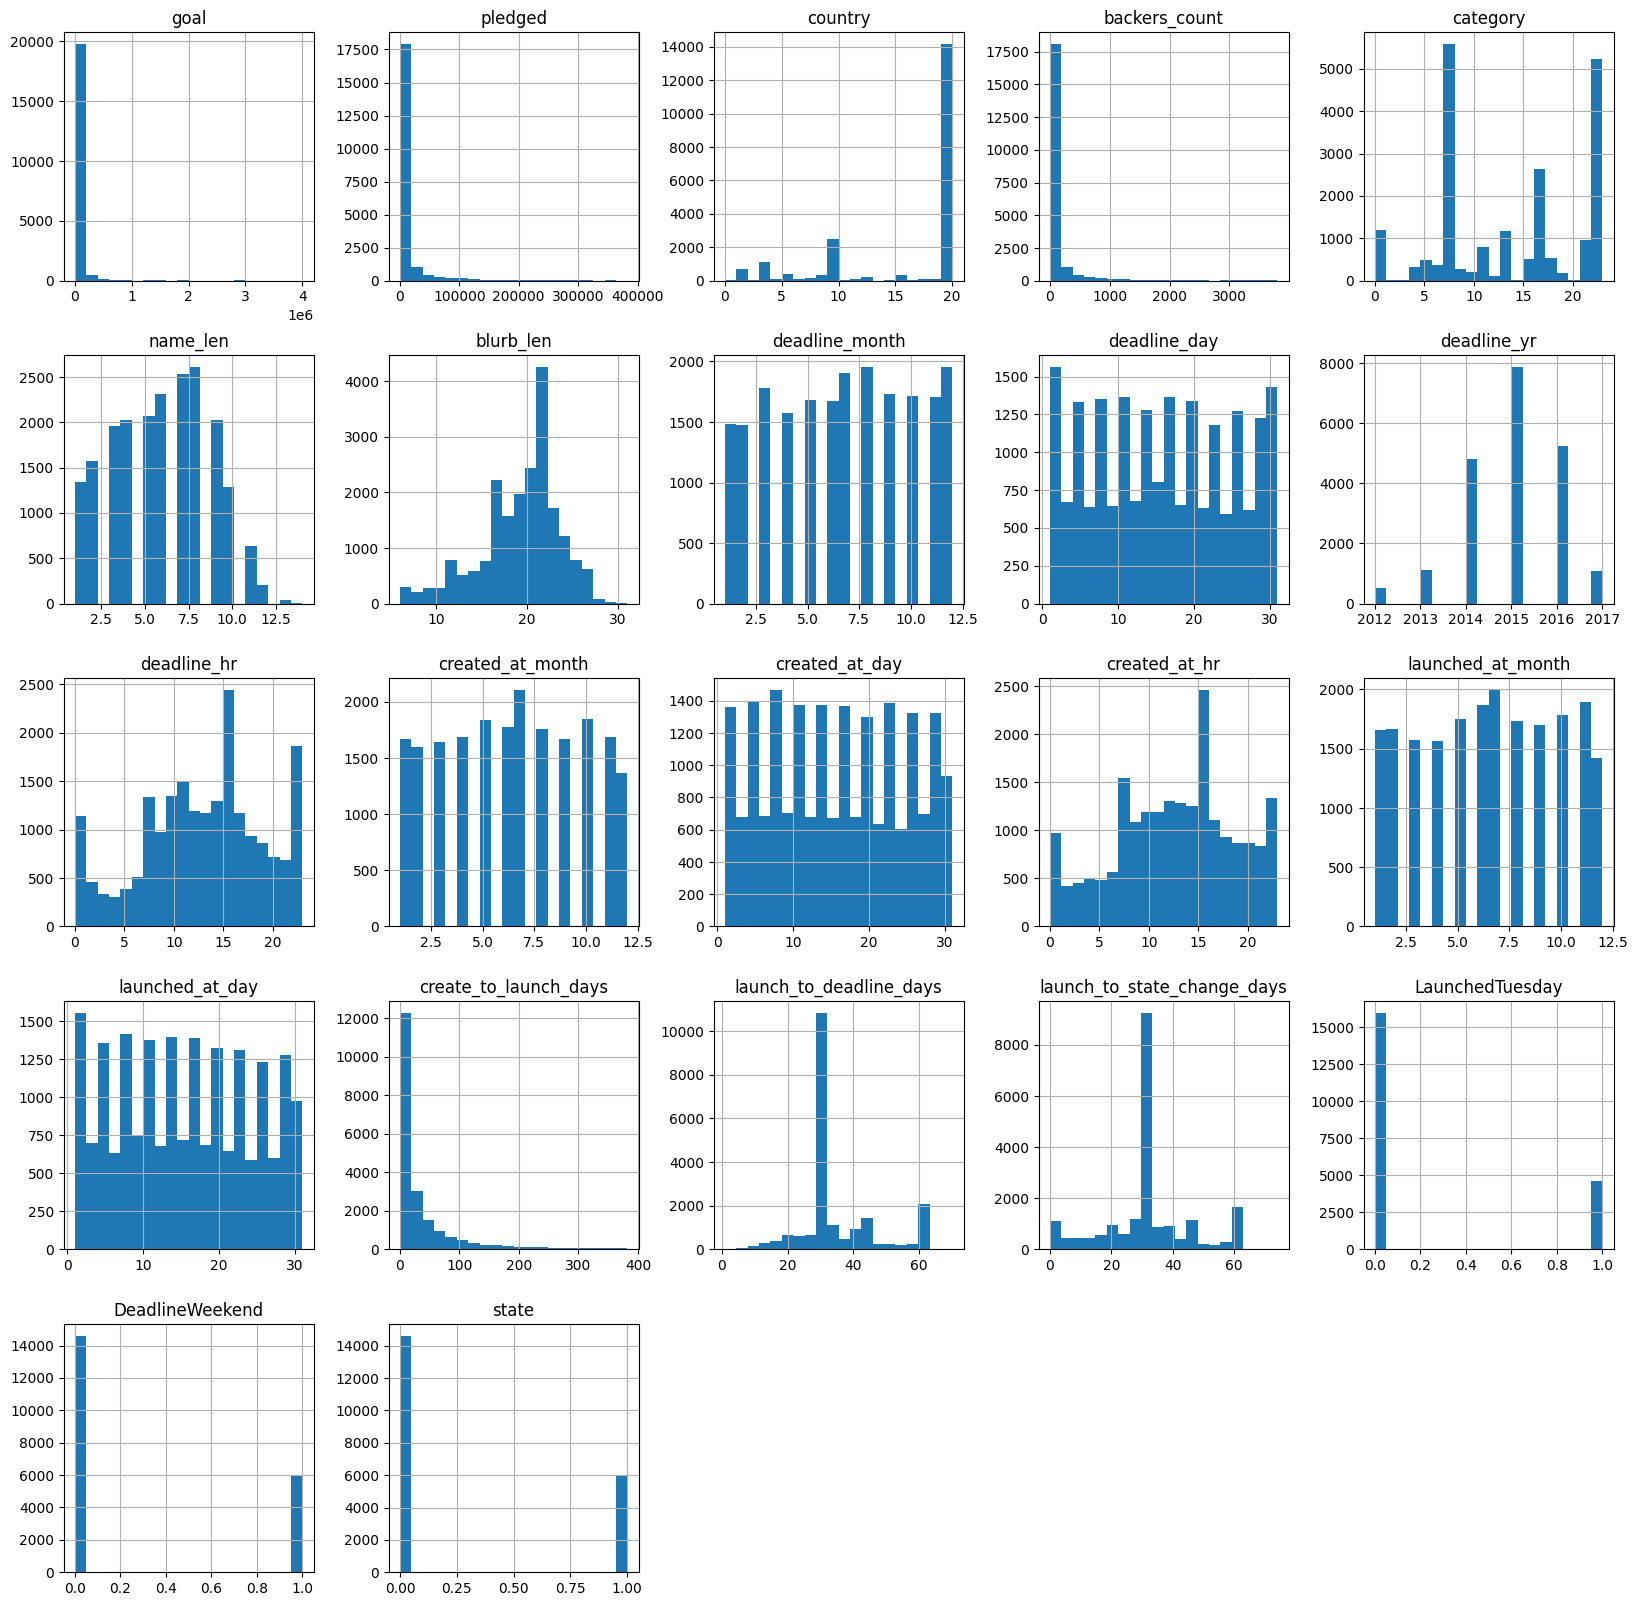 goal pledged country backers_count category
20000 17500 14000 17500 5000
15000 15000 12000 15000 4000
12500 10000 12500
10000 10000 8000 10000 3000
7500 6000 7500 2000
5000 5000 4000 5000
2500 2000 2500 1000
0 0 0 0 0
0 1 2 3 4 0 100000 200000 300000 400000 0 5 10 15 20 0 1000 2000 3000 0 5 10 15 20
1e6
name_len blurb_len deadline_month deadline_day deadline_yr
2500 4000 2000 1500 8000
2000 3000 1500 1250 6000
1500 1000
1000 2000 1000 750 4000
500 1000 500 500 2000
250
0 0 0 0 0
2.5 5.0 7.5 10.0 12.5 10 20 30 2.5 5.0 7.5 10.0 12.5 0 10 20 30 2012 2013 2014 2015 2016 2017
deadline_hr created_at_month created_at_day created_at_hr launched_at_month
2500 2000 1400 2500 2000
2000 1200 2000
1500 1500 1000 1500 1500
800
1000 1000 600 1000 1000
500 500 400 500 500
200
0 0 0 0 0
0 5 10 15 20 2.5 5.0 7.5 10.0 12.5 0 10 20 30 0 5 10 15 20 2.5 5.0 7.5 10.0 12.5
launched_at_day create_to_launch_days launch_to_deadline_days launch_to_state_change_days LaunchedTuesday
1500 12000 10000 8000 15000
1250 10000 8000 12500
1000 8000 6000 6000 10000
750 6000 4000 7500
500 4000 4000 5000
250 2000 2000 2000 2500
0 0 0 0 0
0 10 20 30 0 100 200 300 400 0 20 40 60 0 20 40 60 0.0 0.2 0.4 0.6 0.8 1.0
DeadlineWeekend state
14000 14000
12000 12000
10000 10000
8000 8000
6000 6000
4000 4000
2000 2000
0 0
0.0 0.2 0.4 0.6 0.8 1.0 0.00 0.25 0.50 0.75 1.00